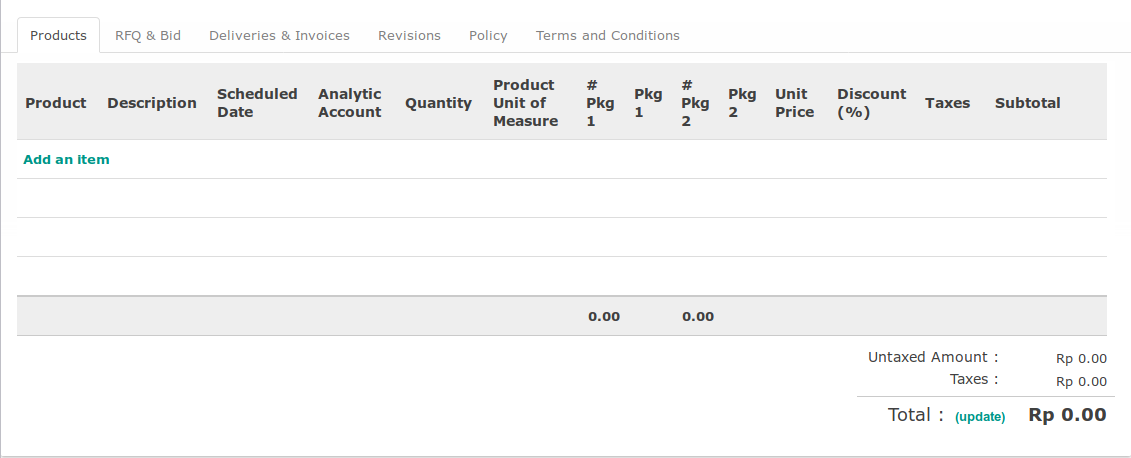 Products RFQ & Bid Deliveries & Invoices Revisions Policy Terms and Conditions
Product Description Scheduled Date Analytic Account Quantity Product Unit of Measure # Pkg 1 Pkg 1 # Pkg 2 Pkg 2 Unit Price Discount (%) Taxes Subtotal
Add an item
0.00 0.00
Untaxed Amount : Rp 0.00
Taxes : Rp 0.00
Total : (update) Rp 0.00